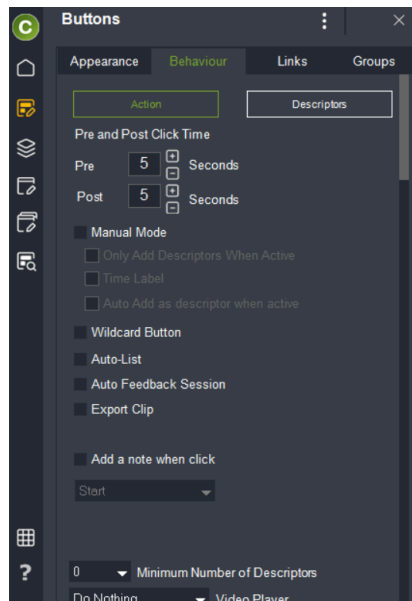 C
Buttons
Appearance Behaviour Links Groups
Action Descriptors
Pre and Post Click Time
Pre 5 + - Seconds
Post 5 + - Seconds
Manual Mode
Only Add Descriptors When Active
Time Label
Auto Add as descriptor when active
Wildcard Button
Auto-List
Auto Feedback Session
Export Clip
Add a note when click
Start
?
0 Minimum Number of Descriptors
Do Nothing Video Player